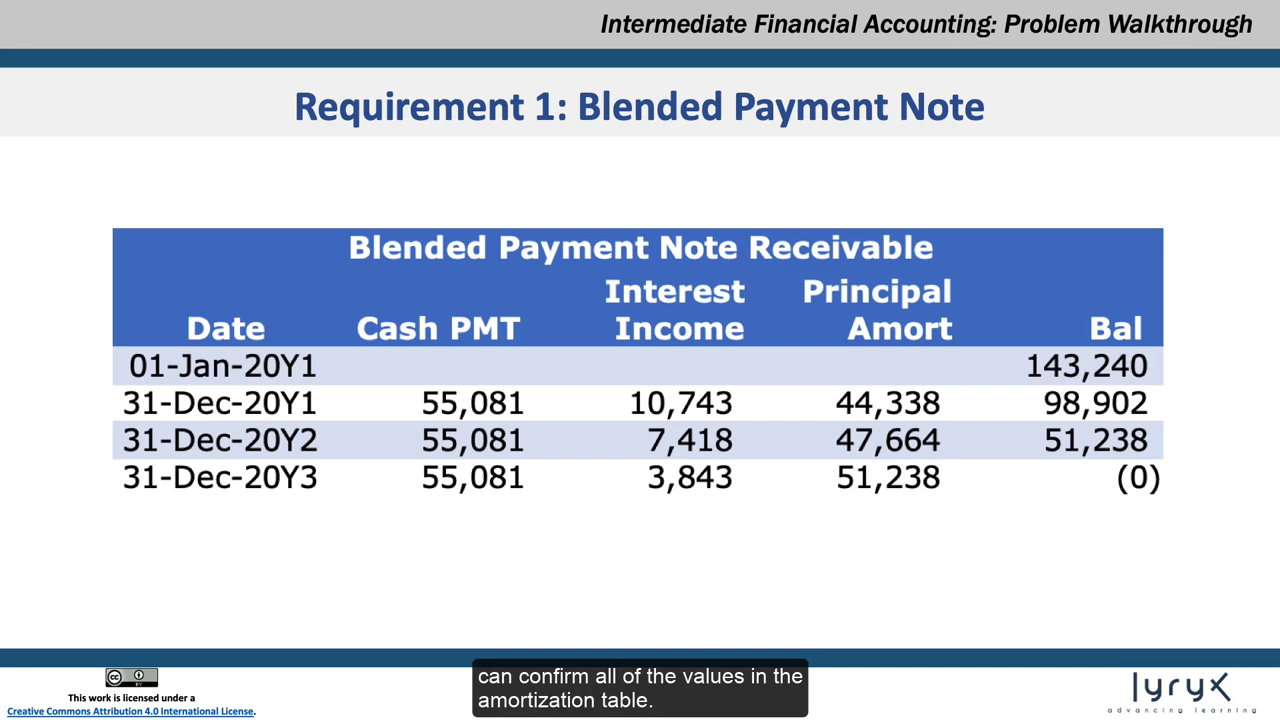 Intermediate Financial Accounting: Problem Walkthrough
Requirement 1: Blended Payment Note
Blended Payment Note Receivable
Date Cash PMT Interest Income Principal Amort Bal
01-Jan-20Y1 143,240
31-Dec-20Y1 55,081 10,743 44,338 98,902
31-Dec-20Y2 55,081 7,418 47,664 51,238
31-Dec-20Y3 55,081 3,843 51,238 (0)
can confirm all of the values in the
amortization table.
cc BY
This work is licensed under a
Creative Commons Attribution 4.0 International License.
lyryx
advancing learning